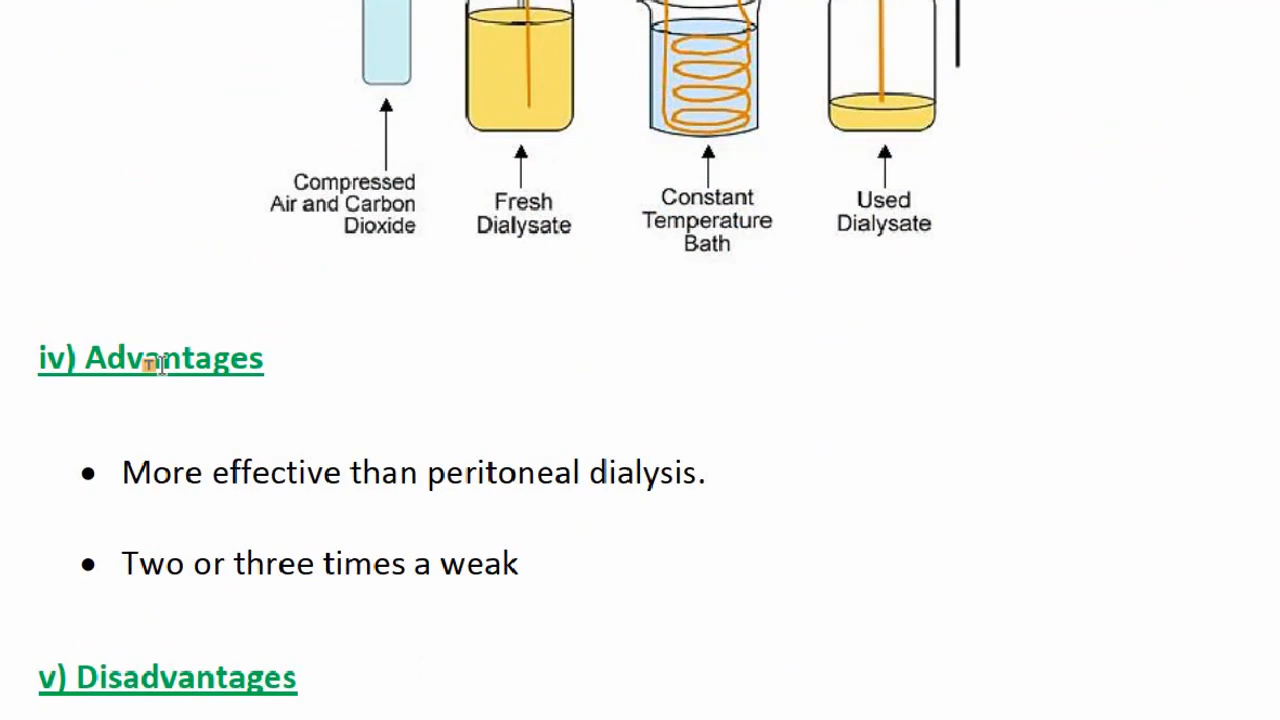 Compressed
Air and Carbon
Dioxide
Fresh
Dialysate
Constant
Temperature
Bath
Used
Dialysate
iv) Advantages
• More effective than peritoneal dialysis.
• Two or three times a weak
v) Disadvantages